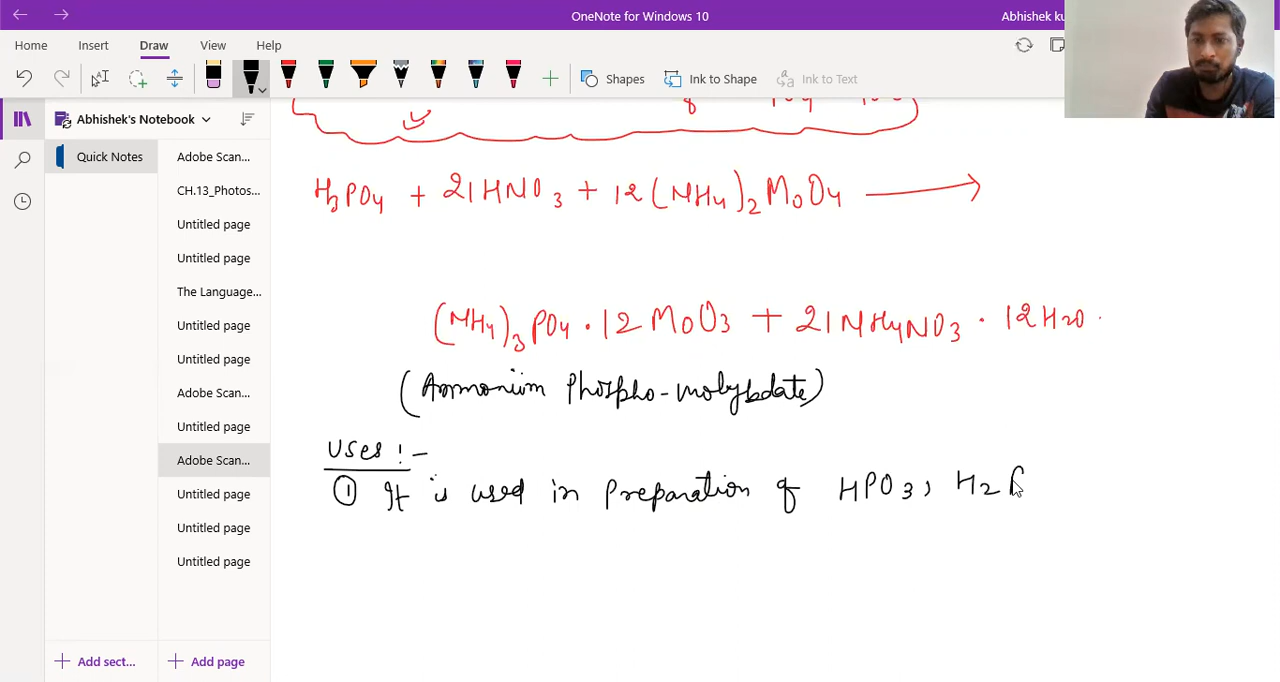 OneNote for Windows 10
Abhishek ku
Home Insert Draw View Help
Shapes Ink to Shape Ink to Text
Abhishek's Notebook
Quick Notes
Adobe Scan...
CH.13_Photos...
Untitled page
Untitled page
The Language...
Untitled page
Untitled page
Adobe Scan...
Untitled page
Adobe Scan...
Untitled page
Untitled page
Untitled page
Add sect...
Add page
H3PO4 + 21HNO3 + 12(NH4)2MoO4 →
(NH4)3PO4 · 12MoO3 + 21NH4NO3 · 12H2O.
(Ammonium Phospho-molybdate)
Uses :-
① It is used in Preparation of HPO3, H2